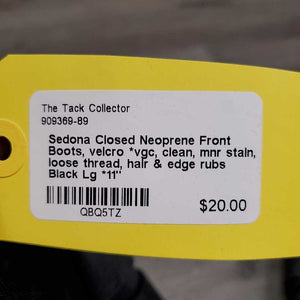 The Tack Collector
909369-89
Sedona Closed Neoprene Front
Boots, velcro *vgc, clean, mnr stain,
loose thread, hair & edge rubs
Black Lg *11"
QBQ5TZ
$20.00